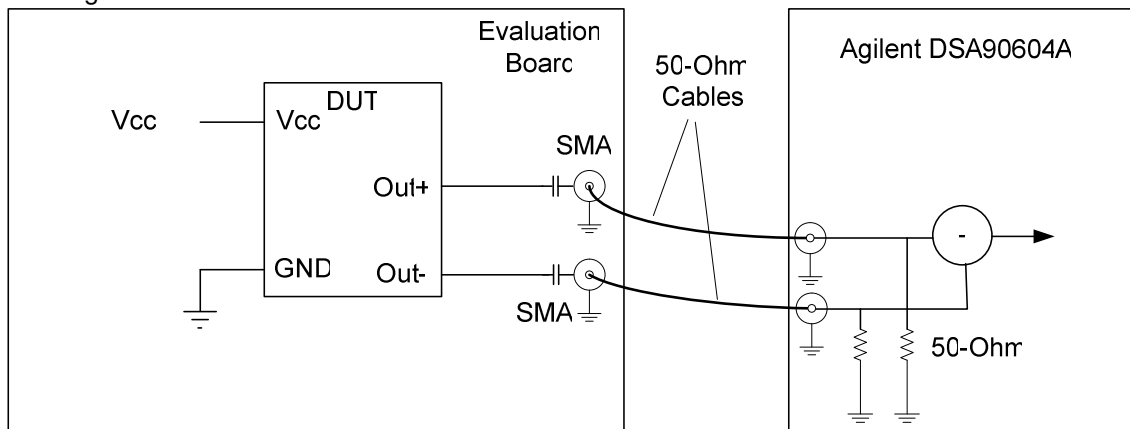 Evaluation
Board
Agilent DSA90604A
50-Ohm
Cables
DUT
Vcc
Vcc
SMA
Out+
-
GND
Out-
SMA
50-Ohm